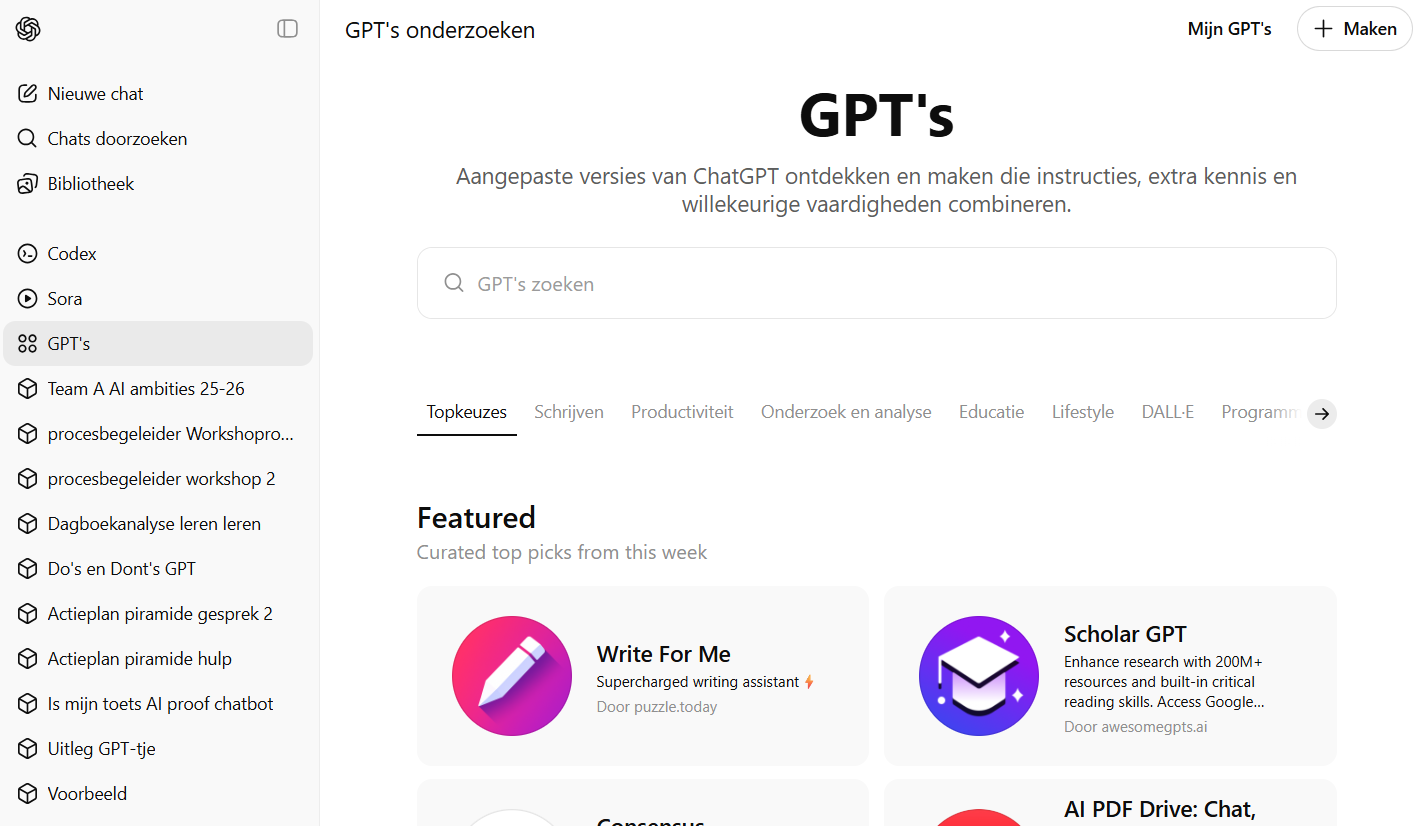 Nieuwe chat
Chats doorzoeken
Bibliotheek
Codex
Sora
GPT's
Team A AI ambities 25-26
procesbegeleider Workshopro...
procesbegeleider workshop 2
Dagboekanalyse leren leren
Do's en Dont's GPT
Actieplan piramide gesprek 2
Actieplan piramide hulp
Is mijn toets AI proof chatbot
Uitleg GPT-tje
Voorbeeld
GPT's onderzoeken
Mijn GPT's
Maken
GPT's
Aangepaste versies van ChatGPT ontdekken en maken die instructies, extra kennis en
willekeurige vaardigheden combineren.
GPT's zoeken
Topkeuzes Schrijven Productiviteit Onderzoek en analyse Educatie Lifestyle DALL·E Programm
Featured
Curated top picks from this week
Write For Me
Supercharged writing assistant
Door puzzle.today
Scholar GPT
Enhance research with 200M+
resources and built-in critical
reading skills. Access Google...
Door awesomegpts.ai
Consensus
AI PDF Drive: Chat,